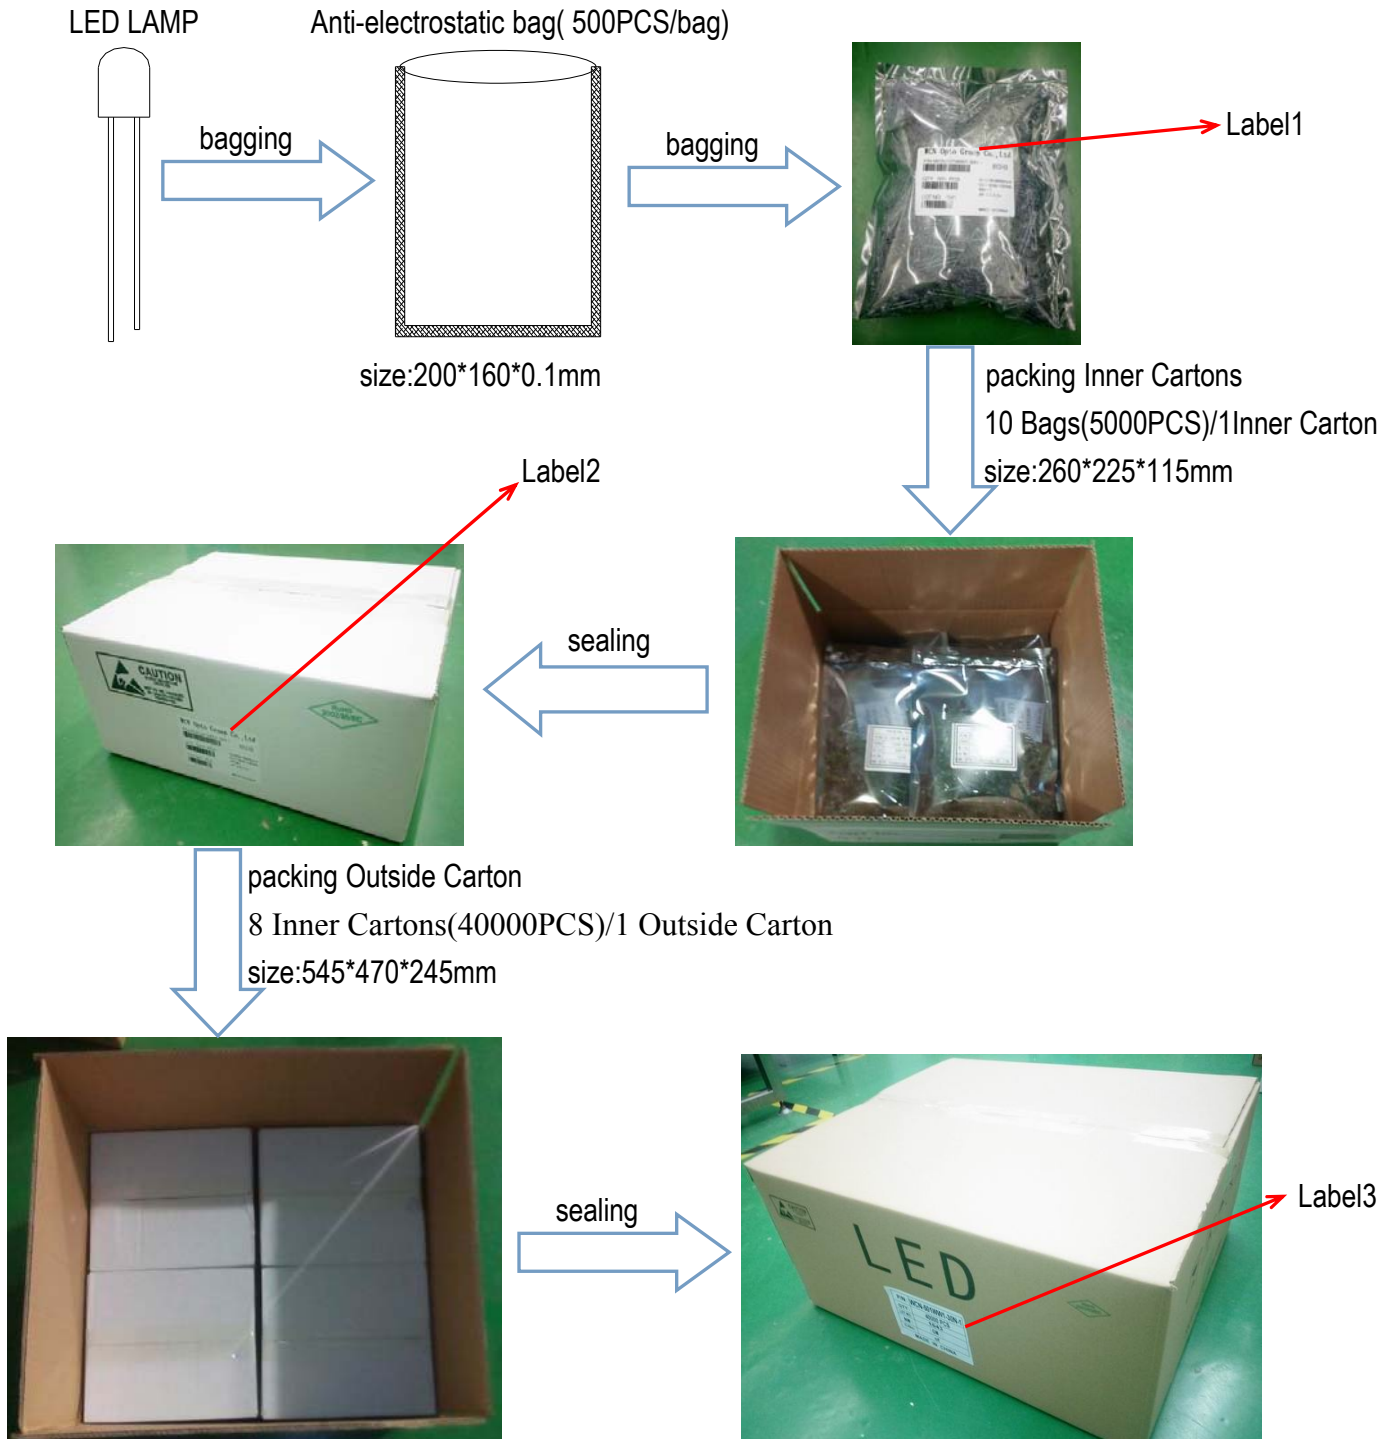 LED LAMP
Anti-electrostatic bag( 500PCS/bag)
bagging
bagging
Label1
size:200*160*0.1mm
packing Inner Cartons
10 Bags(5000PCS)/1Inner Carton
size:260*225*115mm
Label2
sealing
CAUTION
packing Outside Carton
8 Inner Cartons(40000PCS)/1 Outside Carton
size:545*470*245mm
sealing
Label3
LED